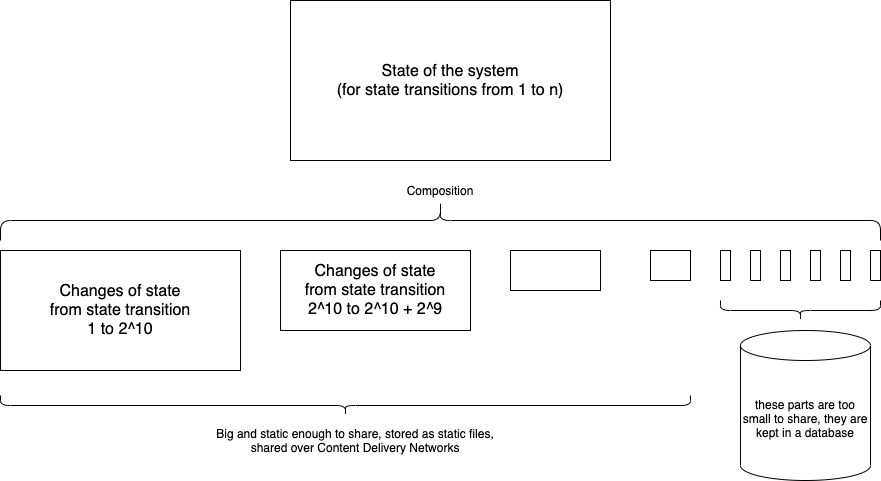 State of the system
(for state transitions from 1 to n)
Composition
Changes of state
from state transition
1 to 2^10
Changes of state
from state transition
2^10 to 2^10 + 2^9
these parts are too
small to share, they are
kept in a database
Big and static enough to share, stored as static files,
shared over Content Delivery Networks